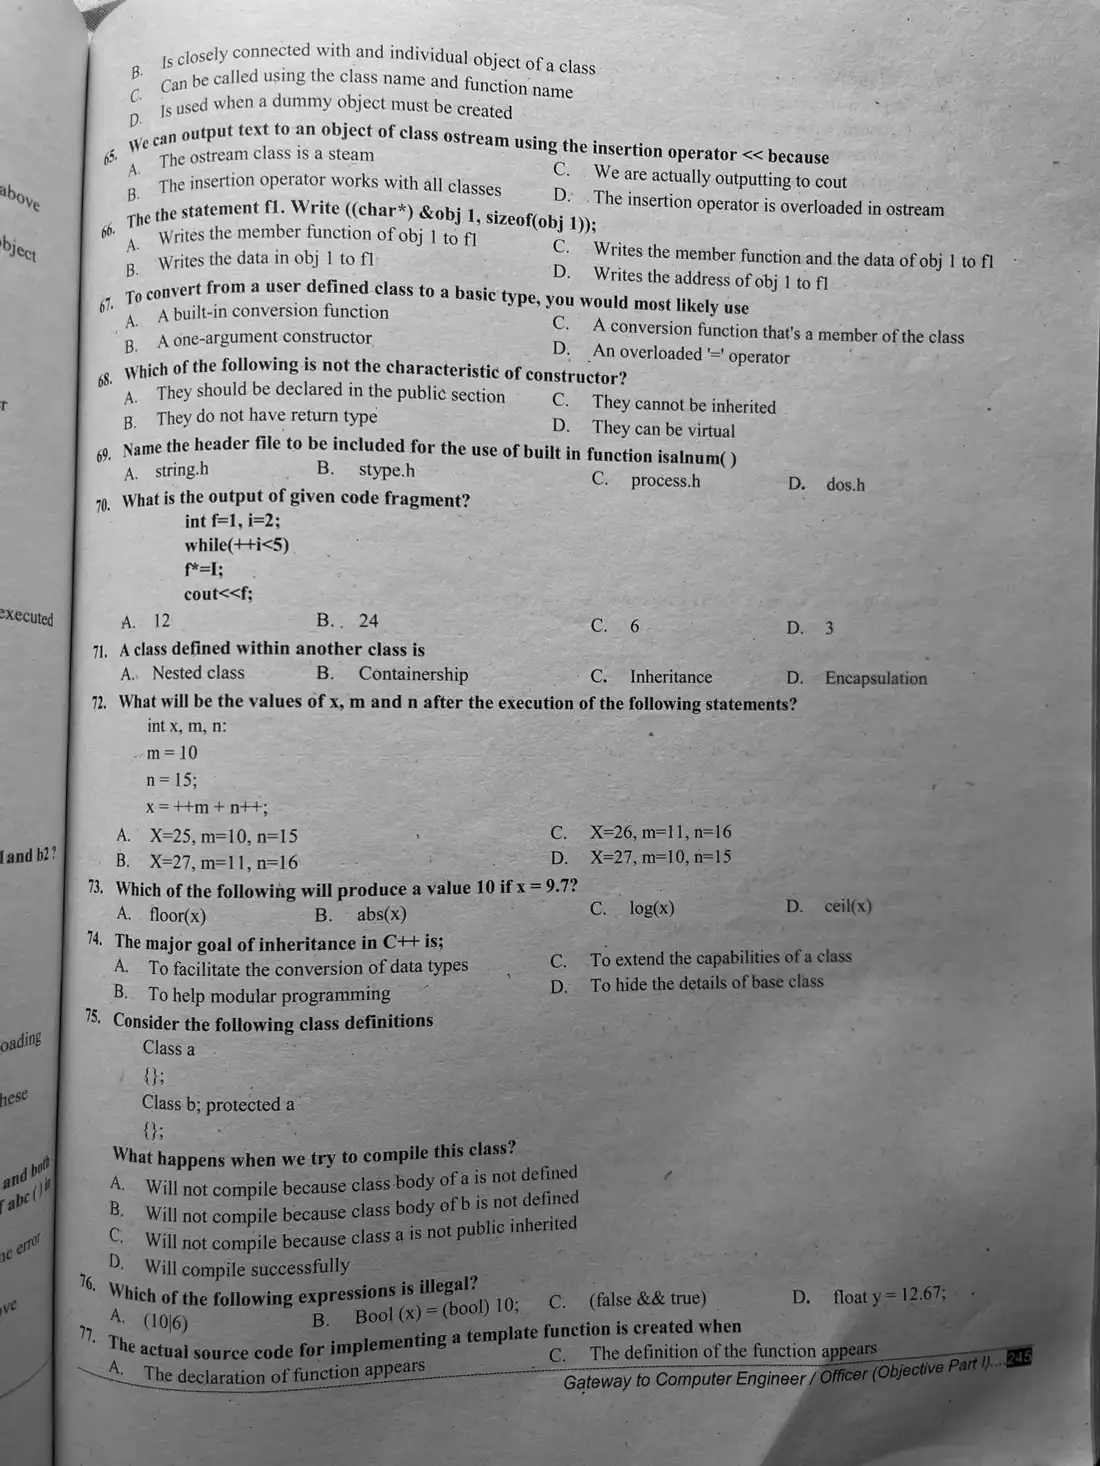 B. Is closely connected with and individual object of a class
C. Can be called using the class name and function name
D. Is used when a dummy object must be created
65. We can output text to an object of class ostream using the insertion operator << because
A. The ostream class is a steam
C. We are actually outputting to cout
B. The insertion operator works with all classes
D. The insertion operator is overloaded in ostream
66. The the statement f1. Write ((char*) &obj 1, sizeof(obj 1));
A. Writes the member function of obj 1 to f1
C. Writes the member function and the data of obj 1 to f1
B. Writes the data in obj 1 to f1
D. Writes the address of obj 1 to f1
67. To convert from a user defined class to a basic type, you would most likely use
A. A built-in conversion function
C. A conversion function that's a member of the class
B. A one-argument constructor
D. An overloaded '=' operator
68. Which of the following is not the characteristic of constructor?
A. They should be declared in the public section
C. They cannot be inherited
B. They do not have return type
D. They can be virtual
69. Name the header file to be included for the use of built in function isalnum( )
A. string.h B. stype.h C. process.h D. dos.h
70. What is the output of given code fragment?
int f=1, i=2;
while(++i<5)
f*=I;
cout<<f;
A. 12 B. 24 C. 6 D. 3
71. A class defined within another class is
A. Nested class B. Containership C. Inheritance D. Encapsulation
72. What will be the values of x, m and n after the execution of the following statements?
int x, m, n:
m = 10
n = 15;
x = ++m + n++;
A. X=25, m=10, n=15
C. X=26, m=11, n=16
B. X=27, m=11, n=16
D. X=27, m=10, n=15
73. Which of the following will produce a value 10 if x = 9.7?
A. floor(x) B. abs(x) C. log(x) D. ceil(x)
74. The major goal of inheritance in C++ is;
A. To facilitate the conversion of data types
C. To extend the capabilities of a class
B. To help modular programming
D. To hide the details of base class
75. Consider the following class definitions
Class a
{};
Class b; protected a
{};
What happens when we try to compile this class?
A. Will not compile because class body of a is not defined
B. Will not compile because class body of b is not defined
C. Will not compile because class a is not public inherited
D. Will compile successfully
76. Which of the following expressions is illegal?
A. (10|6) B. Bool (x) = (bool) 10; C. (false && true) D. float y = 12.67;
77. The actual source code for implementing a template function is created when
A. The declaration of function appears
C. The definition of the function appears
Gateway to Computer Engineer / Officer (Objective Part I)....245
above
bject
executed
and b2?
oading
hese
and both
abc ( ) in
error